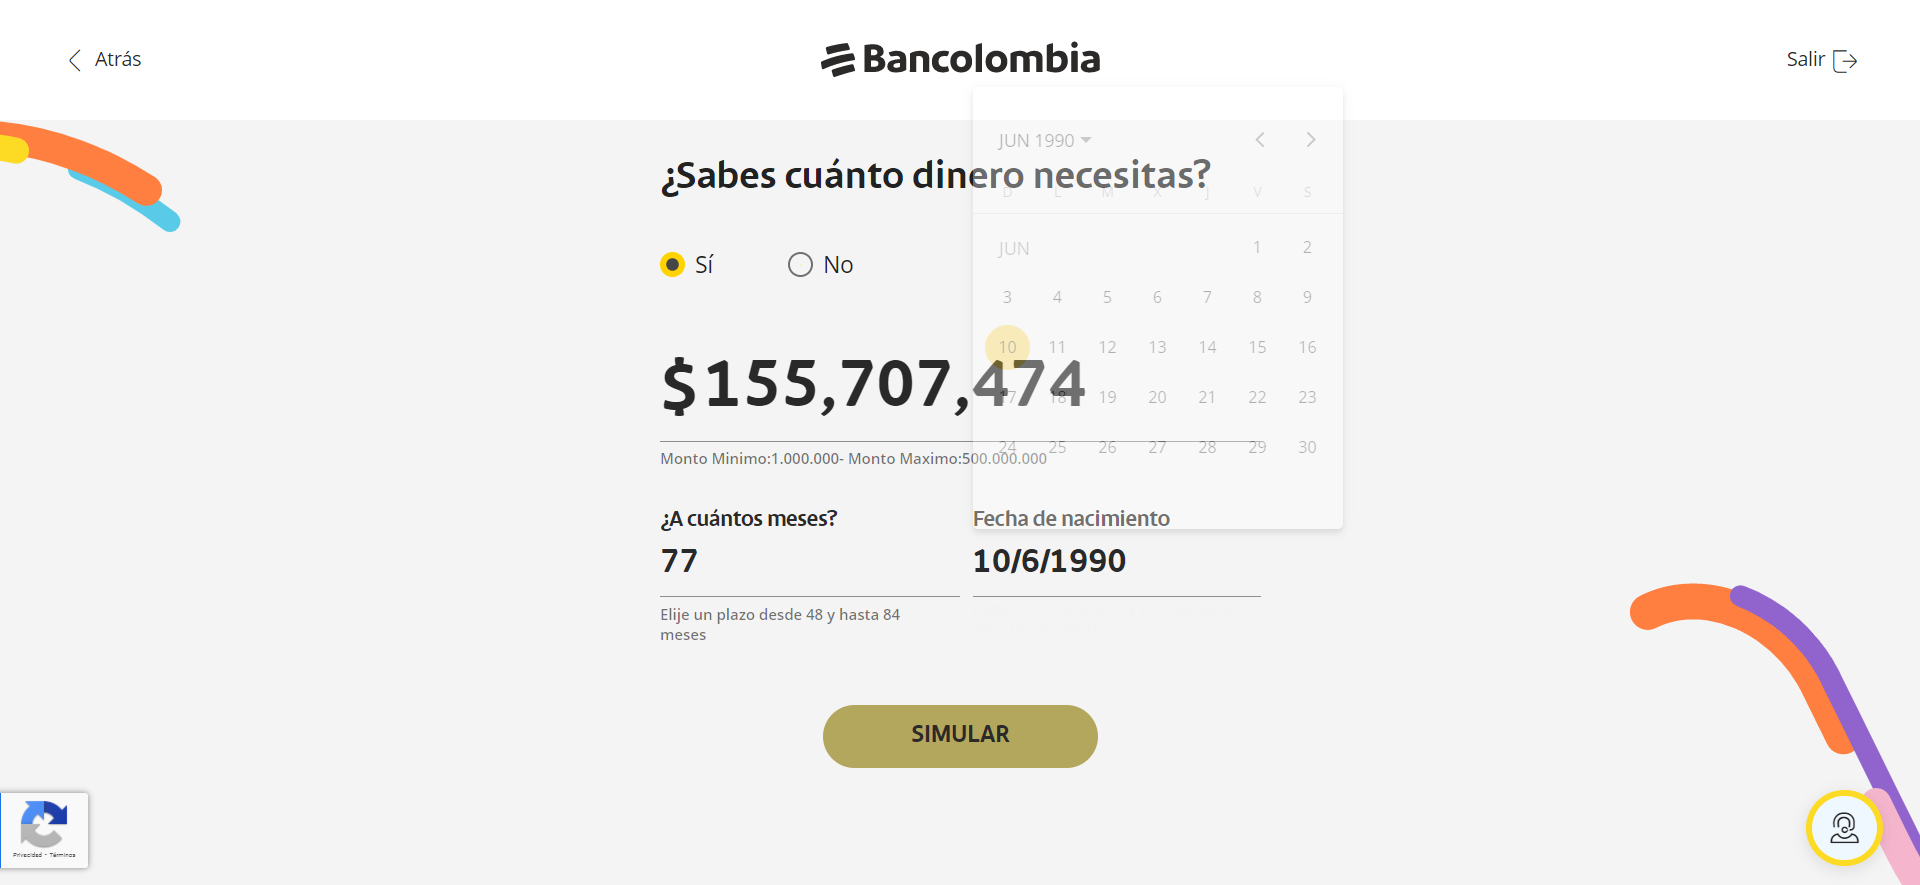 Atrás
Bancolombia
Salir
JUN 1990
¿Sabes cuánto dinero necesitas?
D L M X J V S
Sí
No
JUN 1 2
3 4 5 6 7 8 9
10 11 12 13 14 15 16
$155,707,474
17 18 19 20 21 22 23
24 25 26 27 28 29 30
Monto Minimo:1.000.000- Monto Maximo:500.000.000
¿A cuántos meses?
77
Elije un plazo desde 48 y hasta 84
meses
Fecha de nacimiento
10/6/1990
SIMULAR
Privacidad - Términos